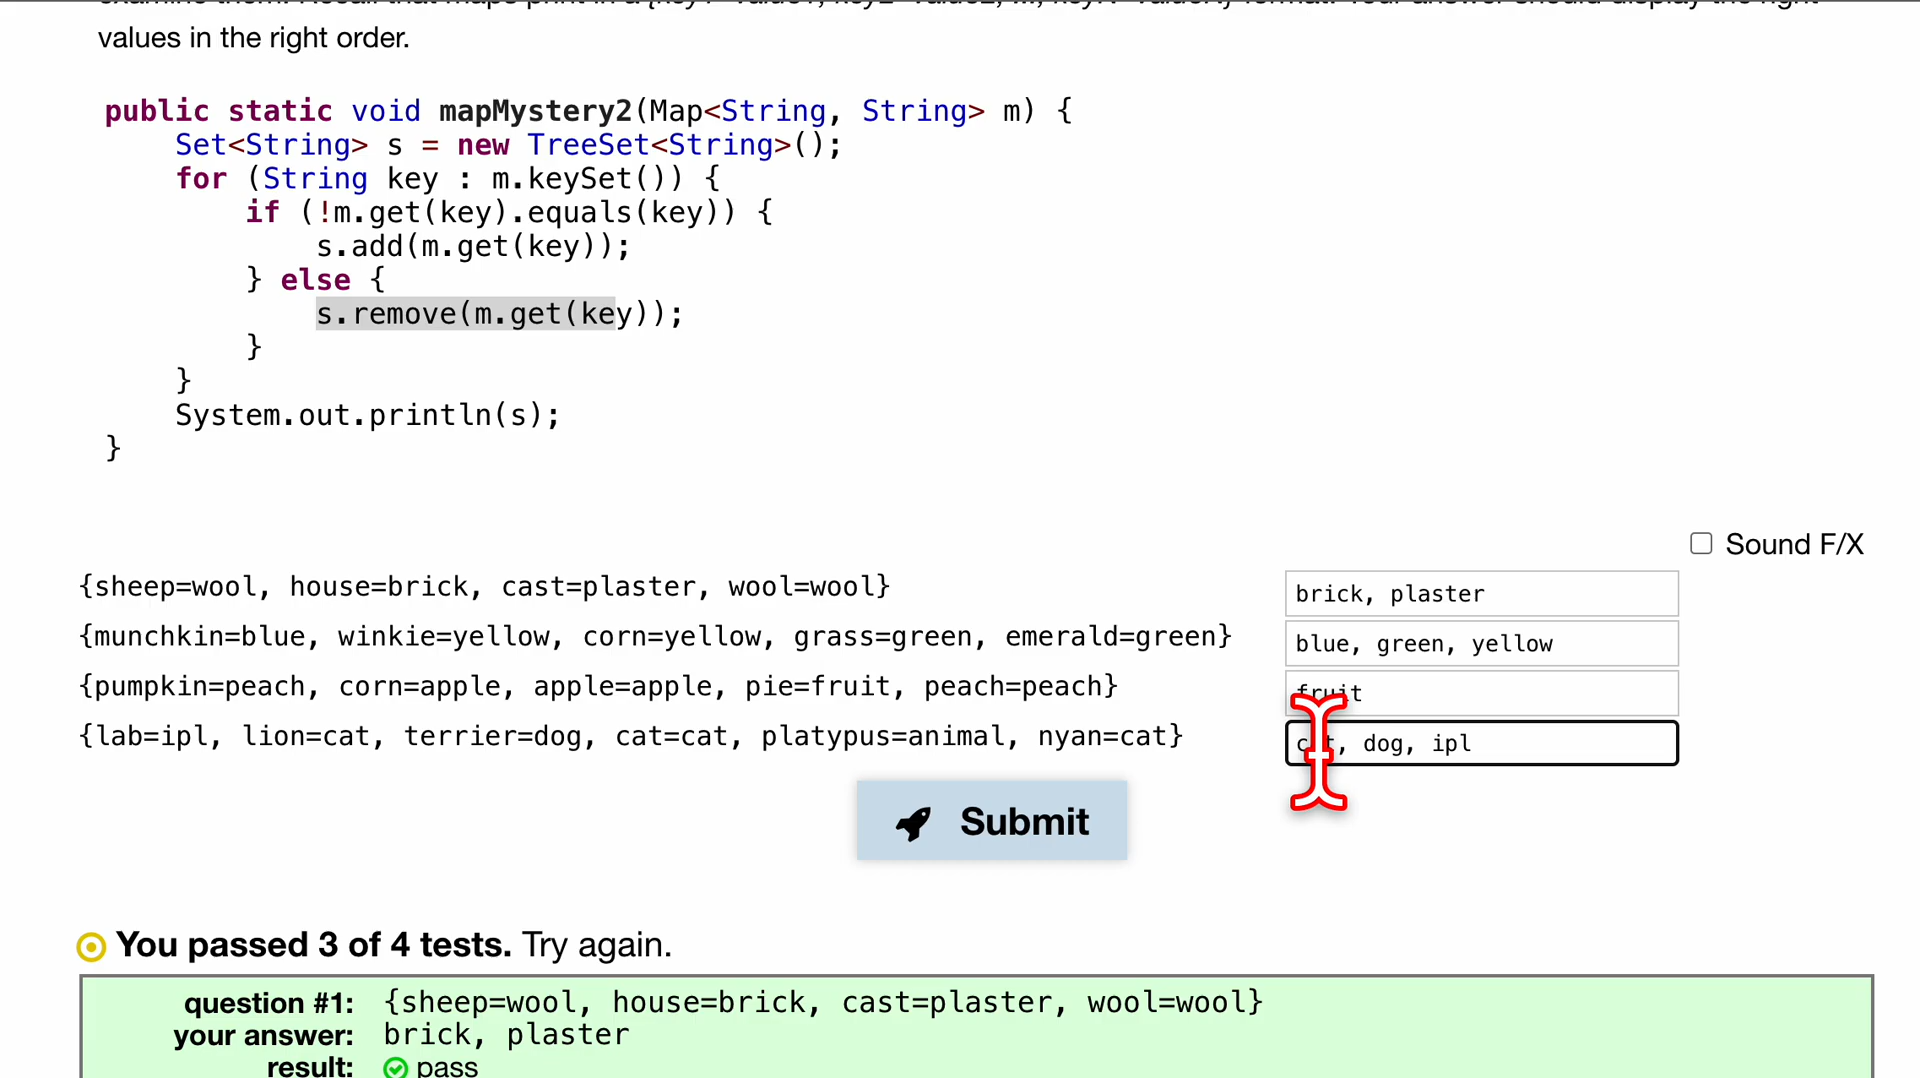 values in the right order.
public static void mapMystery2(Map<String, String> m) {
Set<String> s = new TreeSet<String>();
for (String key : m.keySet()) {
if (!m.get(key).equals(key)) {
s.add(m.get(key));
} else {
s.remove(m.get(key));
}
}
System.out.println(s);
}
Sound F/X
{sheep=wool, house=brick, cast=plaster, wool=wool}
brick, plaster
{munchkin=blue, winkie=yellow, corn=yellow, grass=green, emerald=green}
blue, green, yellow
{pumpkin=peach, corn=apple, apple=apple, pie=fruit, peach=peach}
fruit
{lab=ipl, lion=cat, terrier=dog, cat=cat, platypus=animal, nyan=cat}
cat, dog, ipl
Submit
You passed 3 of 4 tests. Try again.
question #1: {sheep=wool, house=brick, cast=plaster, wool=wool}
your answer: brick, plaster
result: pass